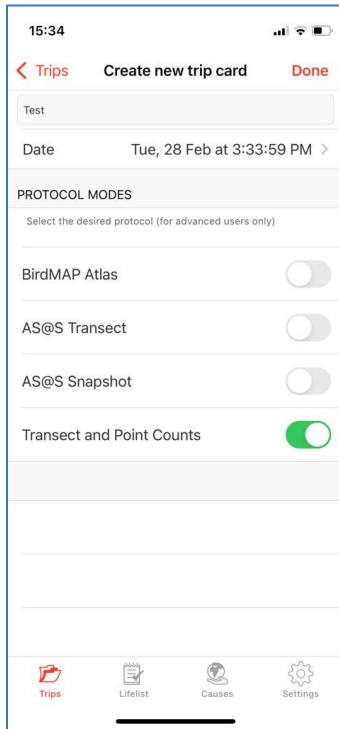 15:34
Trips Create new trip card Done
Test
Date Tue, 28 Feb at 3:33:59 PM
PROTOCOL MODES
Select the desired protocol (for advanced users only)
BirdMAP Atlas
AS@S Transect
AS@S Snapshot
Transect and Point Counts
Trips Lifelist Causes Settings